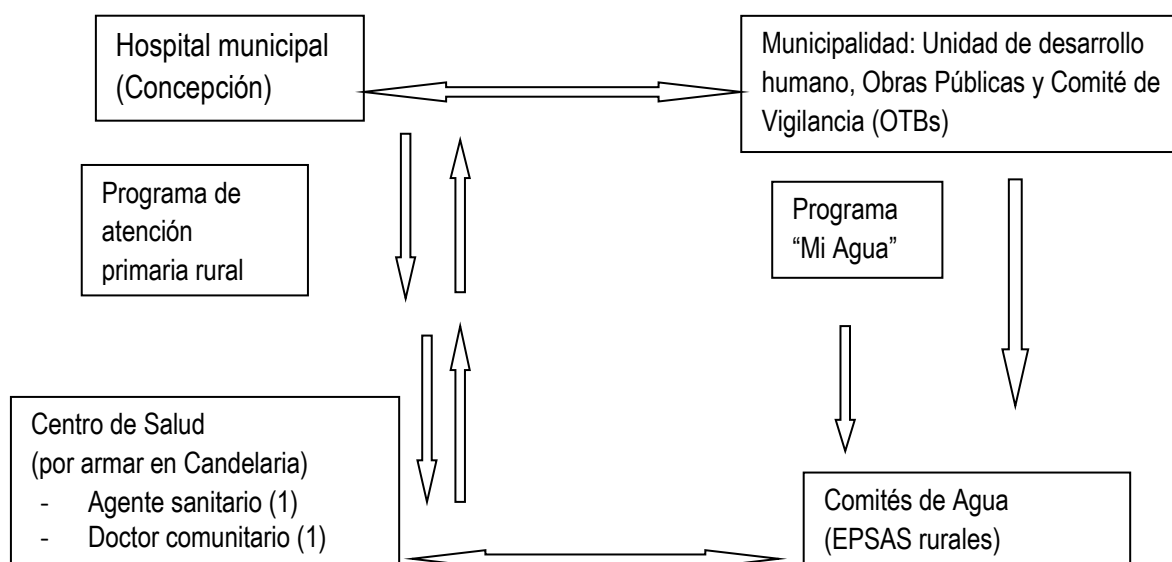 Hospital municipal
(Concepción)
Municipalidad: Unidad de desarrollo
humano, Obras Públicas y Comité de
Vigilancia (OTBs)
Programa de
atención
primaria rural
Programa
“Mi Agua”
Centro de Salud
(por armar en Candelaria)
- Agente sanitario (1)
- Doctor comunitario (1)
Comités de Agua
(EPSAS rurales)